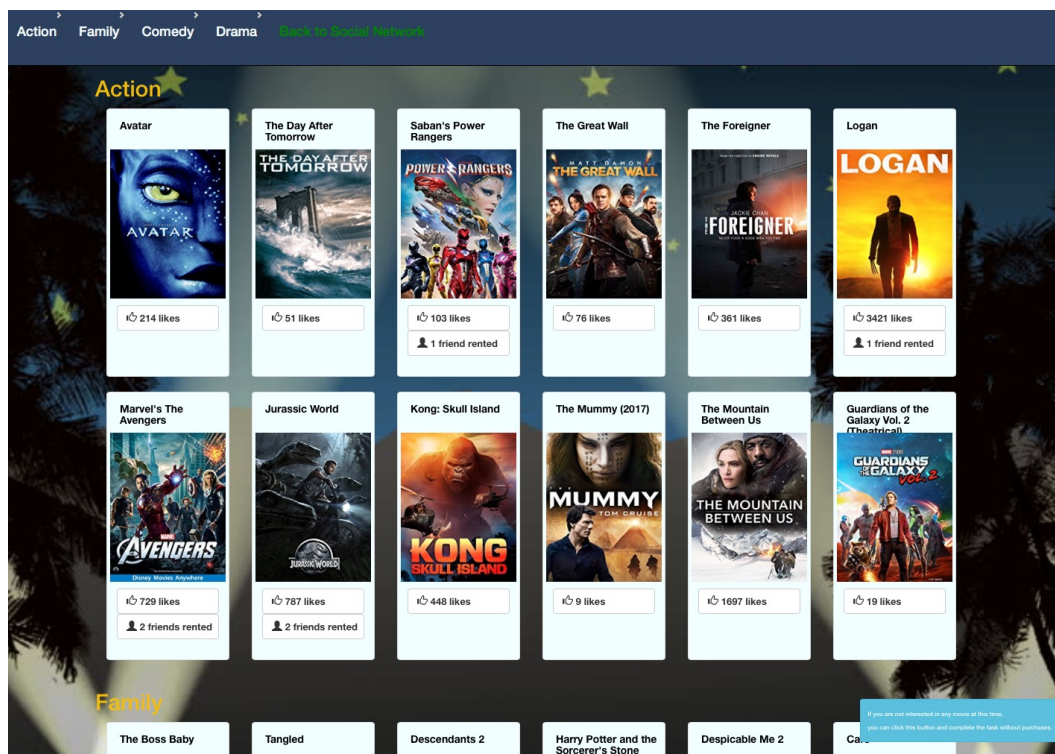 Action Family Comedy Drama Back to Social Network
Action
Avatar
The Day After
Tomorrow
Saban's Power
Rangers
The Great Wall
The Foreigner
Logan
AVATAR
THE DAY AFTER
TOMORROW
POWER RANGERS
MATT DAMON
THE GREAT WALL
JACKIE CHAN
THE
FOREIGNER
LOGAN
214 likes
51 likes
103 likes
1 friend rented
76 likes
361 likes
3421 likes
1 friend rented
Marvel's The
Avengers
Jurassic World
Kong: Skull Island
The Mummy (2017)
The Mountain
Between Us
Guardians of the
Galaxy Vol. 2
(Theatrical)
MARVEL
AVENGERS
Disney Movies Anywhere
JURASSIC WORLD
KONG
SKULL ISLAND
THE
MUMMY
TOM CRUISE
THE MOUNTAIN
BETWEEN US
GUARDIANS
OF THE
GALAXY
VOL. 2
729 likes
2 friends rented
787 likes
2 friends rented
448 likes
9 likes
1697 likes
19 likes
Family
The Boss Baby
Tangled
Descendants 2
Harry Potter and the
Sorcerer's Stone
Despicable Me 2
If you are not interested in any movie at this time,
you can click this button and complete the task without purchases.